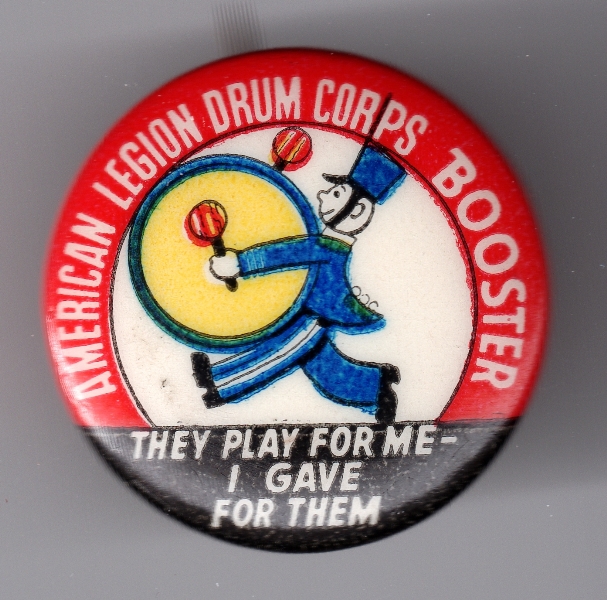 AMERICAN LEGION DRUM CORPS BOOSTER
THEY PLAY FOR ME-
I GAVE
FOR THEM